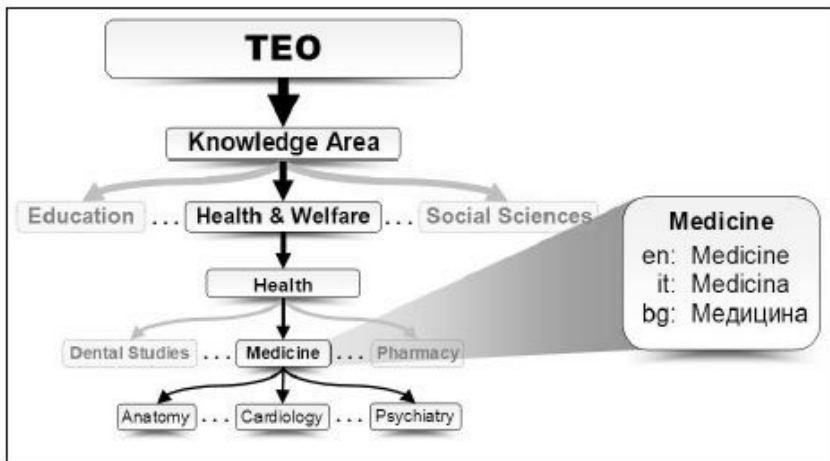 TEO
Knowledge Area
Education ... Health & Welfare ... Social Sciences
Health
Dental Studies ... Medicine ... Pharmacy
Anatomy ... Cardiology ... Psychiatry
Medicine
en: Medicine
it: Medicina
bg: Медицина